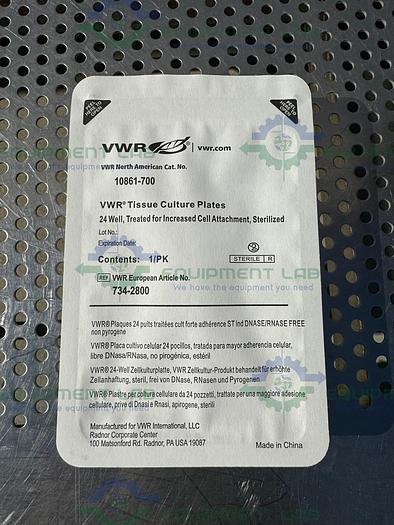 PEEL HERE TO OPEN
PEEL HERE TO OPEN
VWR | vwr.com
VWR North American Cat. No.
10861-700
VWR® Tissue Culture Plates
24 Well, Treated for Increased Cell Attachment, Sterilized
Lot No.:
Expiration Date:
Contents: 1/PK
2
STERILE R
REF VWR European Article No.
734-2800
VWR® Plaques 24 puits traitées cult forte adhérence ST ind DNASE/RNASE FREE
non pyrogene
VWR® Placa cultivo celular 24 pocillos, tratada para mayor adherencia celular,
libre DNasa/RNasa, no pirogénica, estéril
VWR® 24-Well Zellkulturplatte, VWR Zellkultur-Produkt behandelt für erhöhte
Zellanhaftung, steril, frei von DNase, RNasen und Pyrogenen
VWR® Piastre per coltura cellulare da 24 pozzetti, trattate per una maggiore adesione
cellulare, prive di Dnasi e Rnasi, apirogene, sterili
Manufactured for VWR International, LLC
Radnor Corporate Center
100 Matsonford Rd, Radnor, PA USA 19087
Made in China
EQUIPMENT LAB
We have the equipment you need